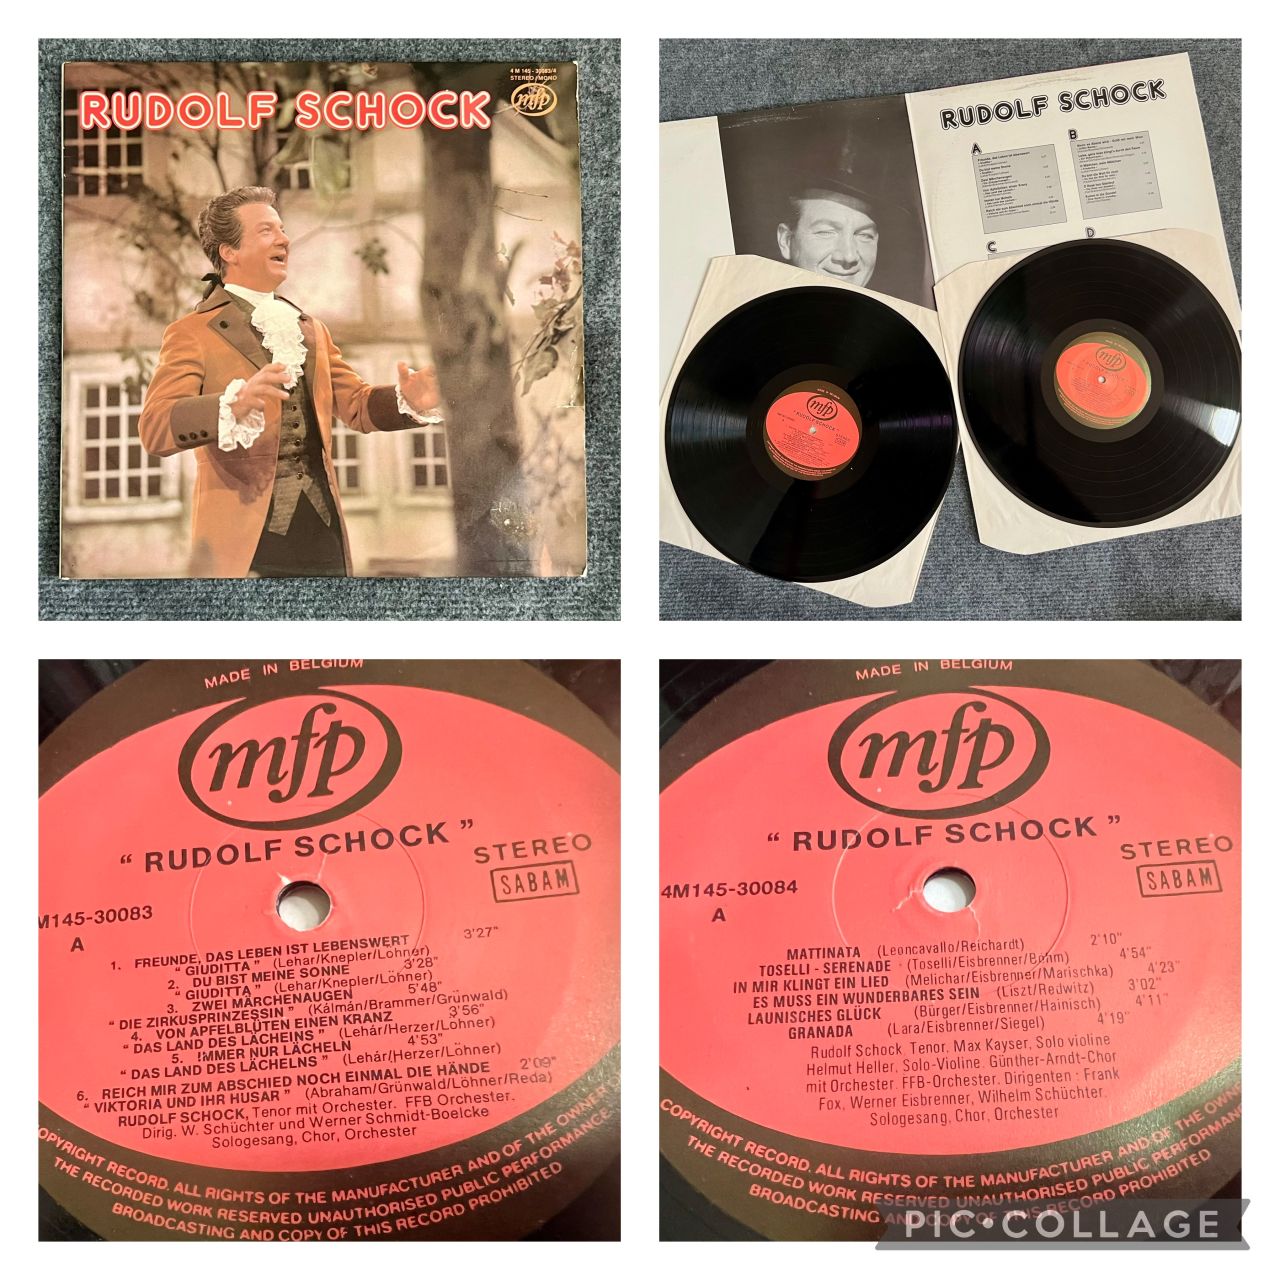 4 M 145 - 30083/4
STEREO/MONO
mfp
RUDOLF SCHOCK
RUDOLF SCHOCK
A
B
C
D
mfp
" RUDOLF SCHOCK "
mfp
MADE IN BELGIUM
mfp
" RUDOLF SCHOCK "
STEREO
SABAM
M145-30083
A
1. FREUNDE, DAS LEBEN IST LEBENSWERT 3'27"
" GIUDITTA " (Lehar/Knepler/Löhner)
2. DU BIST MEINE SONNE 3'28"
" GIUDITTA " (Lehar/Knepler/Löhner)
3. ZWEI MÄRCHENAUGEN 5'48"
" DIE ZIRKUSPRINZESSIN " (Kálmán/Brammer/Grünwald)
4. VON APFELBLÜTEN EINEN KRANZ 3'56"
" DAS LAND DES LÄCHEINS " (Lehár/Herzer/Löhner)
5. IMMER NUR LÄCHELN 4'53"
" DAS LAND DES LÄCHELNS " (Lehár/Herzer/Löhner)
6. REICH MIR ZUM ABSCHIED NOCH EINMAL DIE HÄNDE 2'09"
" VIKTORIA UND IHR HUSAR " (Abraham/Grünwald/Löhner/Reda)
RUDOLF SCHOCK, Tenor mit Orchester. FFB Orchester.
Dirig. W. Schüchter und Werner Schmidt-Boelcke
Sologesang, Chor, Orchester
COPYRIGHT RECORD. ALL RIGHTS OF THE MANUFACTURER AND OF THE OWNER
THE RECORDED WORK RESERVED UNAUTHORISED PUBLIC PERFORMANCE
BROADCASTING AND COPY OF THIS RECORD PROHIBITED
MADE IN BELGIUM
mfp
" RUDOLF SCHOCK "
STEREO
SABAM
4M145-30084
A
MATTINATA (Leoncavallo/Reichardt) 2'10"
TOSELLI - SERENADE - (Toselli/Eisbrenner/Böhm) 4'54"
IN MIR KLINGT EIN LIED (Melichar/Eisbrenner/Marischka) 4'23"
ES MUSS EIN WUNDERBARES SEIN (Liszt/Redwitz) 3'02"
LAUNISCHES GLÜCK (Bürger/Eisbrenner/Hainisch) 4'11"
GRANADA (Lara/Eisbrenner/Siegel) 4'19"
Rudolf Schock, Tenor. Max Kayser, Solo violine
Helmut Heller, Solo-Violine. Günther-Arndt-Chor
mit Orchester. FFB-Orchester. Dirigenten : Frank
Fox, Werner Eisbrenner, Wilhelm Schüchter.
Sologesang, Chor, Orchester
COPYRIGHT RECORD. ALL RIGHTS OF THE MANUFACTURER AND OF THE OWNER
THE RECORDED WORK RESERVED UNAUTHORISED PUBLIC PERFORMANCE
BROADCASTING AND COPY OF THIS RECORD PROHIBITED
PIC•COLLAGE